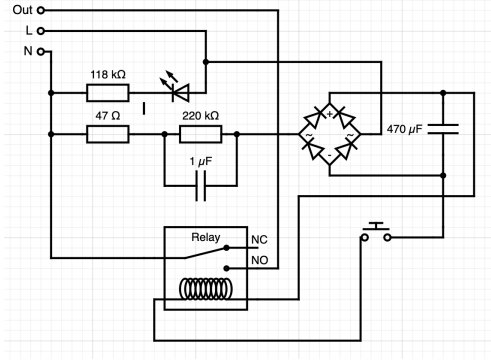 Out
L
N
118 kΩ
47 Ω
220 kΩ
1 µF
+
~ ~
-
470 µF
Relay
NC
NO